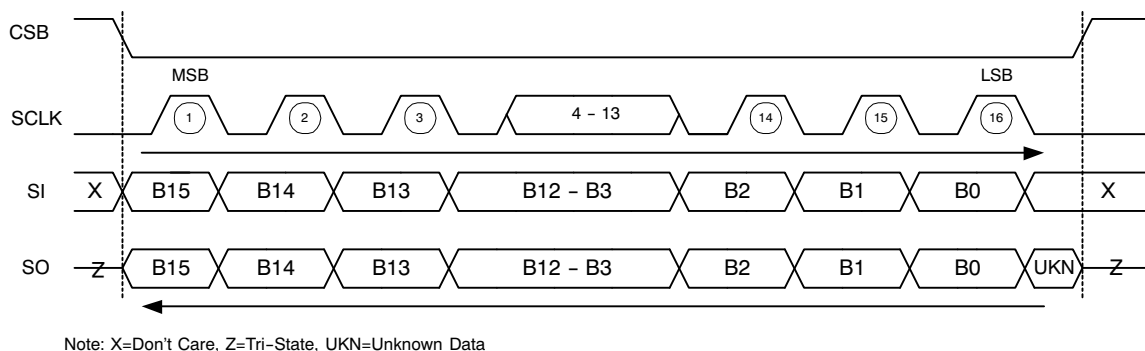 CSB
MSB LSB
SCLK 1 2 3 4 – 13 14 15 16
SI X B15 B14 B13 B12 – B3 B2 B1 B0 X
SO Z B15 B14 B13 B12 – B3 B2 B1 B0 UKN Z
Note: X=Don't Care, Z=Tri–State, UKN=Unknown Data